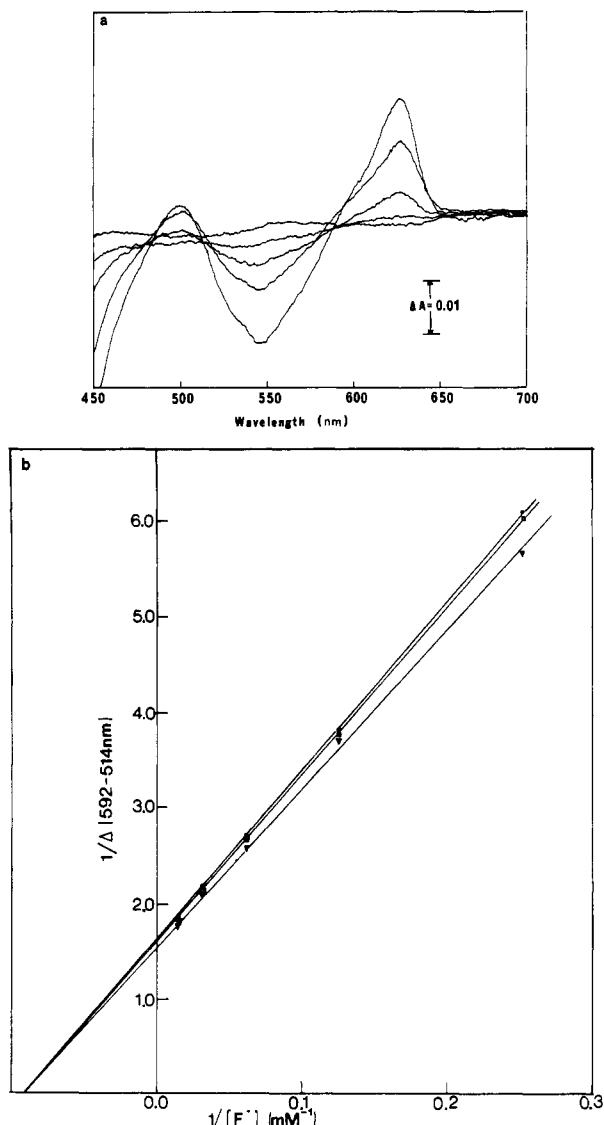 a
ΔA = 0.01
450 500 550 600 650 700
Wavelength (nm)
b
6.0
5.0
4.0
3.0
2.0
1.0
1/Δ |592-514nm|
0.0 0.1 0.2 0.3
1/[F⁻] (mM⁻¹)